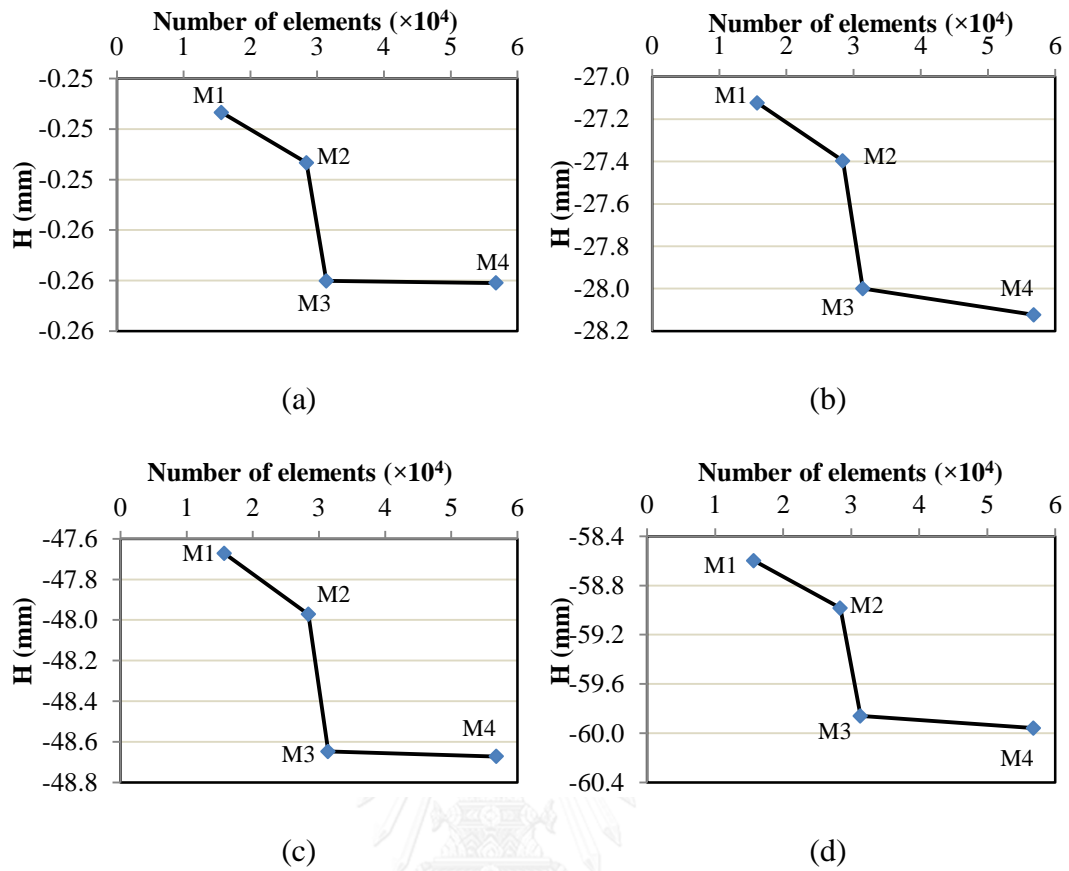 Number of elements (×10⁴)
0 1 2 3 4 5 6
-0.25
-0.25
-0.25
-0.26
-0.26
-0.26
H (mm)
M1
M2
M3
M4
(a)
Number of elements (×10⁴)
0 1 2 3 4 5 6
-27.0
-27.2
-27.4
-27.6
-27.8
-28.0
-28.2
H (mm)
M1
M2
M3
M4
(b)
Number of elements (×10⁴)
0 1 2 3 4 5 6
-47.6
-47.8
-48.0
-48.2
-48.4
-48.6
-48.8
H (mm)
M1
M2
M3
M4
(c)
Number of elements (×10⁴)
0 1 2 3 4 5 6
-58.4
-58.8
-59.2
-59.6
-60.0
-60.4
H (mm)
M1
M2
M3
M4
(d)